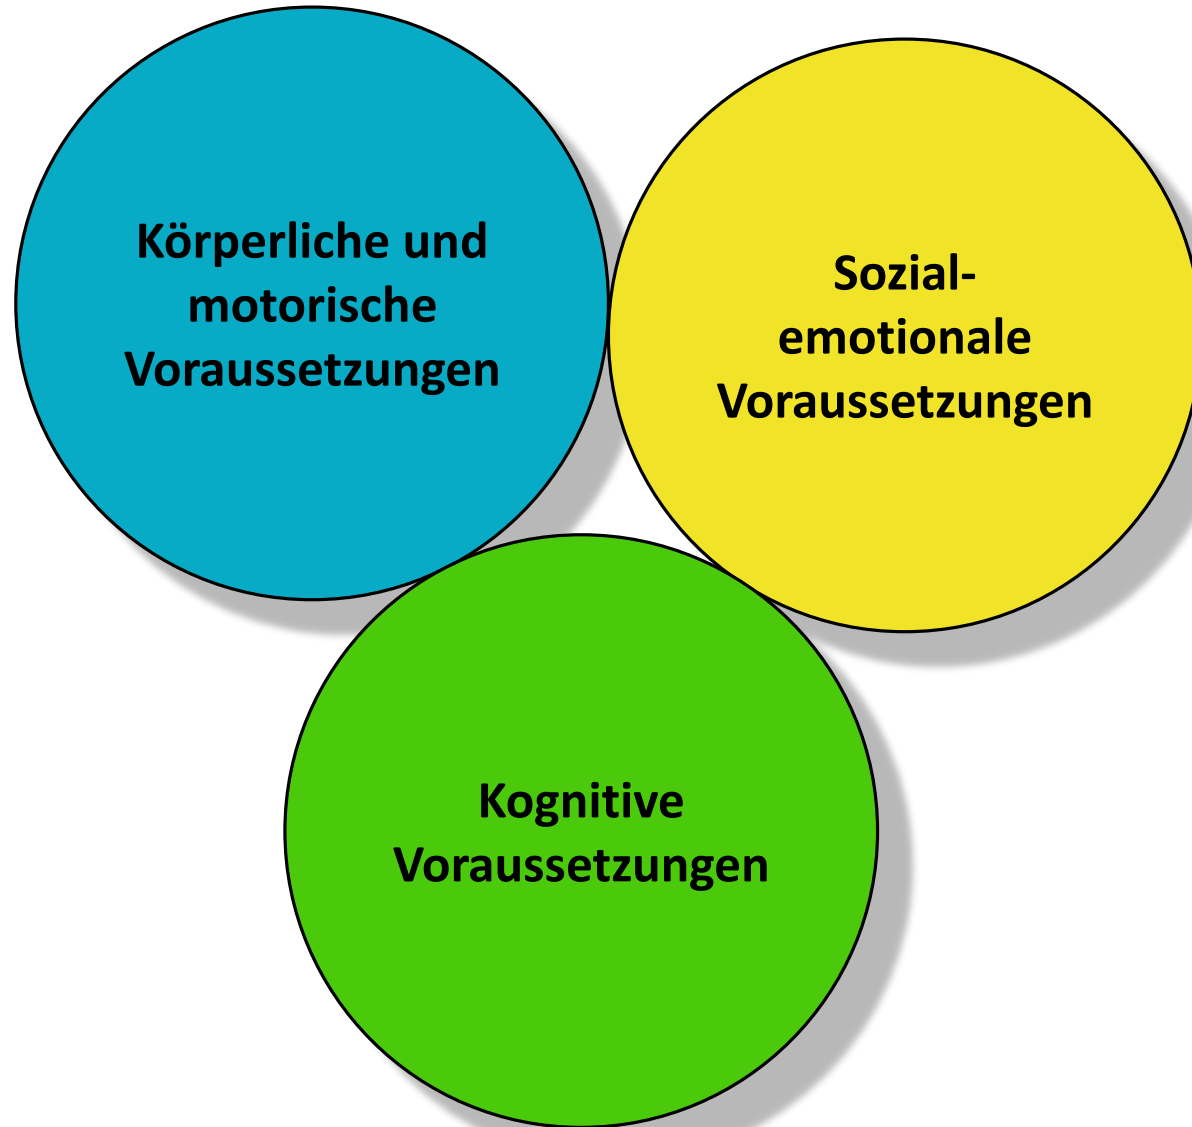 Körperliche und
motorische
Voraussetzungen
Sozial-
emotionale
Voraussetzungen
Kognitive
Voraussetzungen